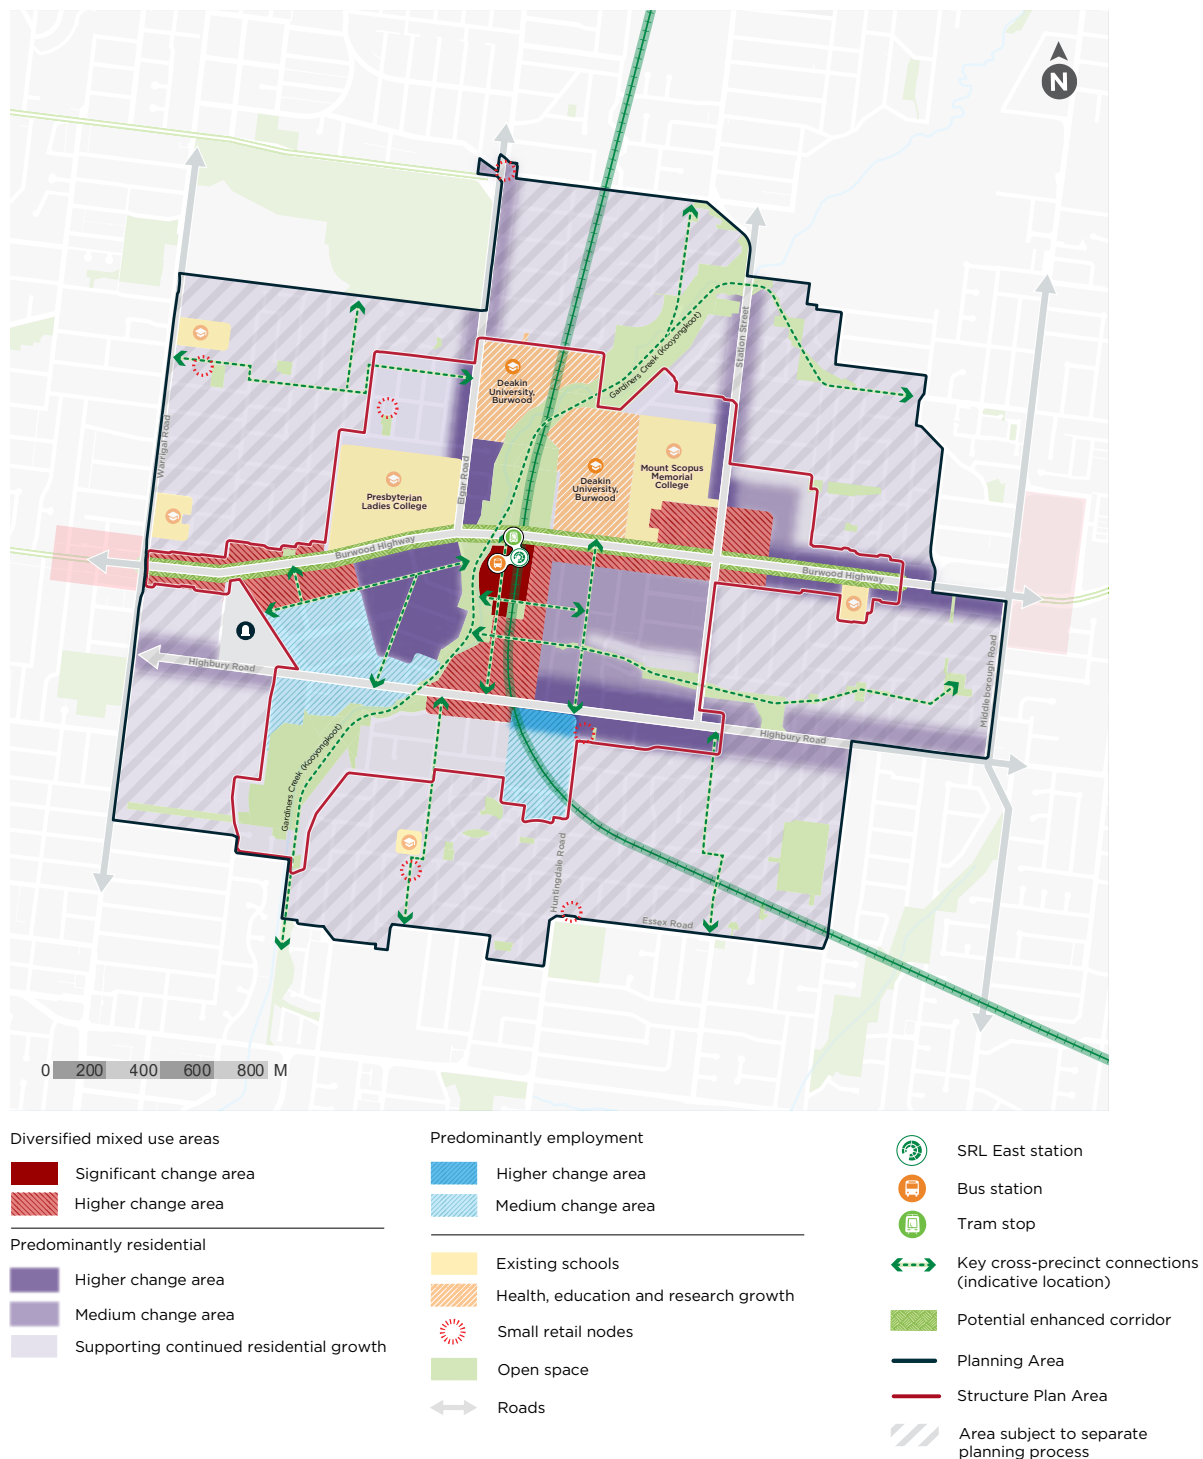 N
Gardiners Creek (Kooyongkoot)
Station Street
Deakin
University,
Burwood
Warrigal Road
Elgar Road
Mount Scopus
Memorial
College
Deakin
University,
Burwood
Presbyterian
Ladies College
Burwood Highway
Burwood Highway
Highbury Road
Middleborough Road
Highbury Road
Gardiners Creek (Kooyongkoot)
Huntingdale Road
Essex Road
0 200 400 600 800 M
Diversified mixed use areas
Significant change area
Higher change area
Predominantly residential
Higher change area
Medium change area
Supporting continued residential growth
Predominantly employment
Higher change area
Medium change area
Existing schools
Health, education and research growth
Small retail nodes
Open space
Roads
SRL East station
Bus station
Tram stop
Key cross-precinct connections
(indicative location)
Potential enhanced corridor
Planning Area
Structure Plan Area
Area subject to separate
planning process